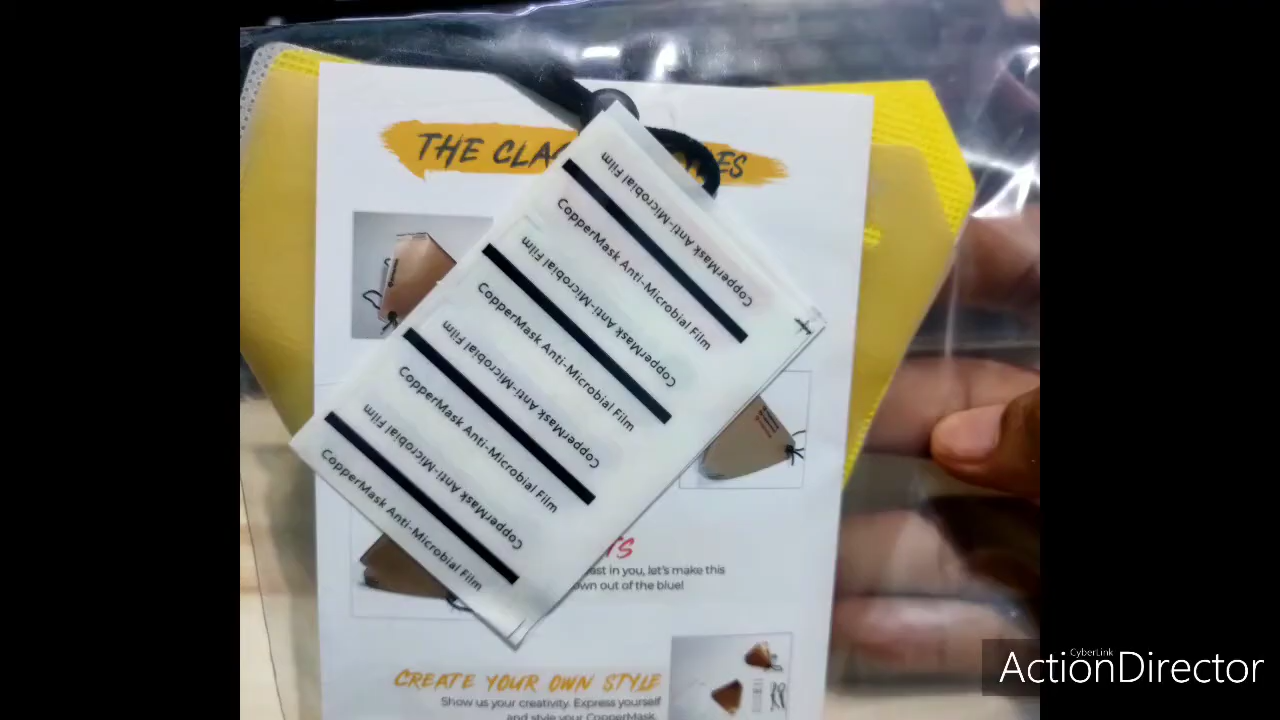 THE
CopperMask Anti-Microbial Film
CopperMask Anti-Microbial Film
CopperMask Anti-Microbial Film
CopperMask Anti-Microbial Film
CopperMask Anti-Microbial Film
CopperMask Anti-Microbial Film
CopperMask Anti-Microbial Film
CopperMask Anti-Microbial Film
in you, let's make this
out of the blue!
CREATE YOUR OWN STYLE
Show us your creativity. Express yourself
and style your CopperMask.
CyberLink
ActionDirector